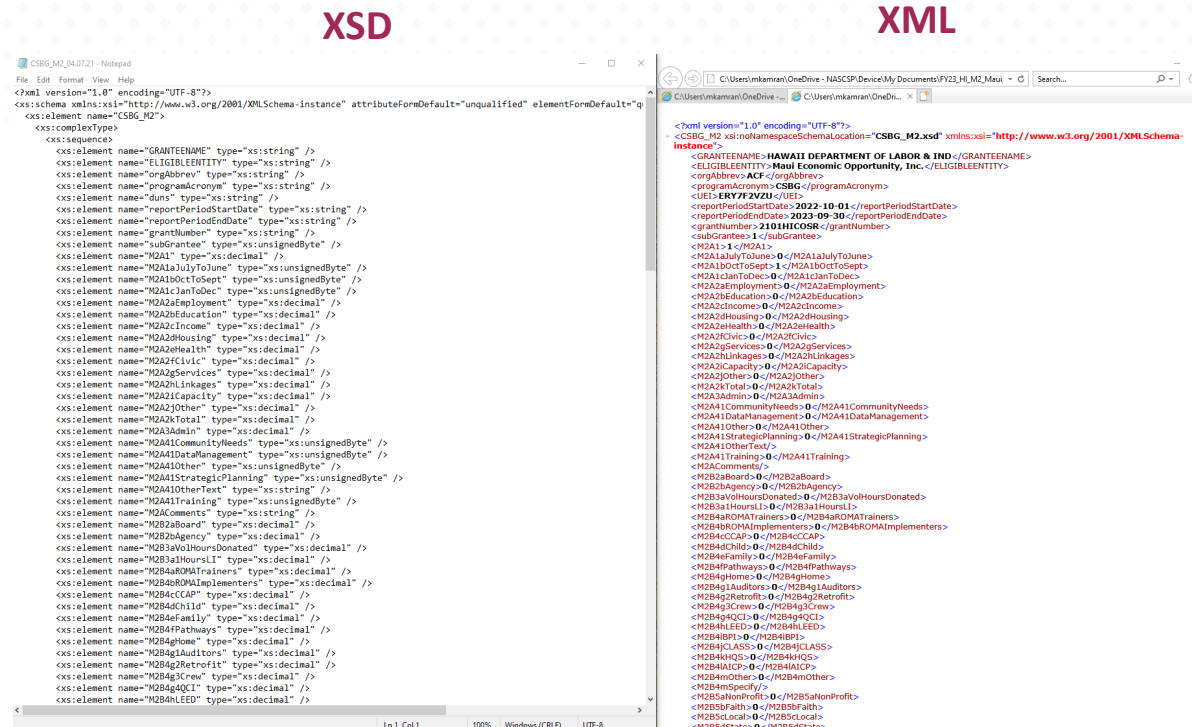 XSD
XML
CSBG_M2_04.07.21 - Notepad
File Edit Format View Help
<?xml version="1.0" encoding="UTF-8"?>
<xs:schema xmlns:xsi="http://www.w3.org/2001/XMLSchema-instance" attributeFormDefault="unqualified" elementFormDefault="qu
<xs:element name="CSBG_M2">
<xs:complexType>
<xs:sequence>
<xs:element name="GRANTEENAME" type="xs:string" />
<xs:element name="ELIGIBLEENTITY" type="xs:string" />
<xs:element name="orgAbbrev" type="xs:string" />
<xs:element name="programAcronym" type="xs:string" />
<xs:element name="duns" type="xs:string" />
<xs:element name="reportPeriodStartDate" type="xs:string" />
<xs:element name="reportPeriodEndDate" type="xs:string" />
<xs:element name="grantNumber" type="xs:string" />
<xs:element name="subGrantee" type="xs:unsignedByte" />
<xs:element name="M2A1" type="xs:decimal" />
<xs:element name="M2A1aJulyToJune" type="xs:unsignedByte" />
<xs:element name="M2A1bOctToSept" type="xs:unsignedByte" />
<xs:element name="M2A1cJanToDec" type="xs:unsignedByte" />
<xs:element name="M2A2aEmployment" type="xs:decimal" />
<xs:element name="M2A2bEducation" type="xs:decimal" />
<xs:element name="M2A2cIncome" type="xs:decimal" />
<xs:element name="M2A2dHousing" type="xs:decimal" />
<xs:element name="M2A2eHealth" type="xs:decimal" />
<xs:element name="M2A2fCivic" type="xs:decimal" />
<xs:element name="M2A2gServices" type="xs:decimal" />
<xs:element name="M2A2hLinkages" type="xs:decimal" />
<xs:element name="M2A2iCapacity" type="xs:decimal" />
<xs:element name="M2A2jOther" type="xs:decimal" />
<xs:element name="M2A2kTotal" type="xs:decimal" />
<xs:element name="M2A3Admin" type="xs:decimal" />
<xs:element name="M2A41CommunityNeeds" type="xs:unsignedByte" />
<xs:element name="M2A41DataManagement" type="xs:unsignedByte" />
<xs:element name="M2A41Other" type="xs:unsignedByte" />
<xs:element name="M2A41StrategicPlanning" type="xs:unsignedByte" />
<xs:element name="M2A41OtherText" type="xs:string" />
<xs:element name="M2A41Training" type="xs:unsignedByte" />
<xs:element name="M2AComments" type="xs:string" />
<xs:element name="M2B2aBoard" type="xs:decimal" />
<xs:element name="M2B2bAgency" type="xs:decimal" />
<xs:element name="M2B3aVolHoursDonated" type="xs:decimal" />
<xs:element name="M2B3a1HoursLI" type="xs:decimal" />
<xs:element name="M2B4aROMATrainers" type="xs:decimal" />
<xs:element name="M2B4bROMAImplementers" type="xs:decimal" />
<xs:element name="M2B4cCCAP" type="xs:decimal" />
<xs:element name="M2B4dChild" type="xs:decimal" />
<xs:element name="M2B4eFamily" type="xs:decimal" />
<xs:element name="M2B4fPathways" type="xs:decimal" />
<xs:element name="M2B4gHome" type="xs:decimal" />
<xs:element name="M2B4g1Auditors" type="xs:decimal" />
<xs:element name="M2B4g2Retrofit" type="xs:decimal" />
<xs:element name="M2B4g3Crew" type="xs:decimal" />
<xs:element name="M2B4g4QCI" type="xs:decimal" />
<xs:element name="M2B4hLEED" type="xs:decimal" />
Ln 1, Col 1 100% Windows (CRLF) UTF-8
C:\Users\mkamran\OneDrive - NASCSP\Device\My Documents\FY23_HI_M2_Maui_ Search...
C:\Users\mkamran\OneDrive -... C:\Users\mkamran\OneDri...
<?xml version="1.0" encoding="UTF-8"?>
- <CSBG_M2 xsi:noNamespaceSchemaLocation="CSBG_M2.xsd" xmlns:xsi="http://www.w3.org/2001/XMLSchema-
instance">
<GRANTEENAME>HAWAII DEPARTMENT OF LABOR & IND</GRANTEENAME>
<ELIGIBLEENTITY>Maui Economic Opportunity, Inc.</ELIGIBLEENTITY>
<orgAbbrev>ACF</orgAbbrev>
<programAcronym>CSBG</programAcronym>
<UEI>ERY7F2VZU</UEI>
<reportPeriodStartDate>2022-10-01</reportPeriodStartDate>
<reportPeriodEndDate>2023-09-30</reportPeriodEndDate>
<grantNumber>2101HICOSR</grantNumber>
<subGrantee>1</subGrantee>
<M2A1>1</M2A1>
<M2A1aJulyToJune>0</M2A1aJulyToJune>
<M2A1bOctToSept>1</M2A1bOctToSept>
<M2A1cJanToDec>0</M2A1cJanToDec>
<M2A2aEmployment>0</M2A2aEmployment>
<M2A2bEducation>0</M2A2bEducation>
<M2A2cIncome>0</M2A2cIncome>
<M2A2dHousing>0</M2A2dHousing>
<M2A2eHealth>0</M2A2eHealth>
<M2A2fCivic>0</M2A2fCivic>
<M2A2gServices>0</M2A2gServices>
<M2A2hLinkages>0</M2A2hLinkages>
<M2A2iCapacity>0</M2A2iCapacity>
<M2A2jOther>0</M2A2jOther>
<M2A2kTotal>0</M2A2kTotal>
<M2A3Admin>0</M2A3Admin>
<M2A41CommunityNeeds>0</M2A41CommunityNeeds>
<M2A41DataManagement>0</M2A41DataManagement>
<M2A41Other>0</M2A41Other>
<M2A41StrategicPlanning>0</M2A41StrategicPlanning>
<M2A41OtherText/>
<M2A41Training>0</M2A41Training>
<M2AComments/>
<M2B2aBoard>0</M2B2aBoard>
<M2B2bAgency>0</M2B2bAgency>
<M2B3aVolHoursDonated>0</M2B3aVolHoursDonated>
<M2B3a1HoursLI>0</M2B3a1HoursLI>
<M2B4aROMATrainers>0</M2B4aROMATrainers>
<M2B4bROMAImplementers>0</M2B4bROMAImplementers>
<M2B4cCCAP>0</M2B4cCCAP>
<M2B4dChild>0</M2B4dChild>
<M2B4eFamily>0</M2B4eFamily>
<M2B4fPathways>0</M2B4fPathways>
<M2B4gHome>0</M2B4gHome>
<M2B4g1Auditors>0</M2B4g1Auditors>
<M2B4g2Retrofit>0</M2B4g2Retrofit>
<M2B4g3Crew>0</M2B4g3Crew>
<M2B4g4QCI>0</M2B4g4QCI>
<M2B4hLEED>0</M2B4hLEED>
<M2B4iBPI>0</M2B4iBPI>
<M2B4jCLASS>0</M2B4jCLASS>
<M2B4kHQS>0</M2B4kHQS>
<M2B4lAICP>0</M2B4lAICP>
<M2B4mOther>0</M2B4mOther>
<M2B4mSpecify/>
<M2B5aNonProfit>0</M2B5aNonProfit>
<M2B5bFaith>0</M2B5bFaith>
<M2B5cLocal>0</M2B5cLocal>
<M2B5dState>0</M2B5dState>